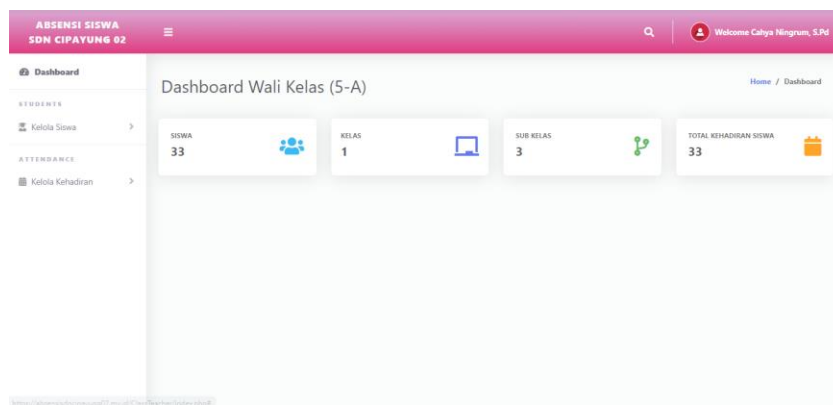 ABSENSI SISWA
SDN CIPAYUNG 02
Welcome Cahya Ningrum, S.Pd
Dashboard
STUDENTS
Kelola Siswa
ATTENDANCE
Kelola Kehadiran
Dashboard Wali Kelas (5-A)
Home / Dashboard
SISWA
33
KELAS
1
SUB KELAS
3
TOTAL KEHADIRAN SISWA
33